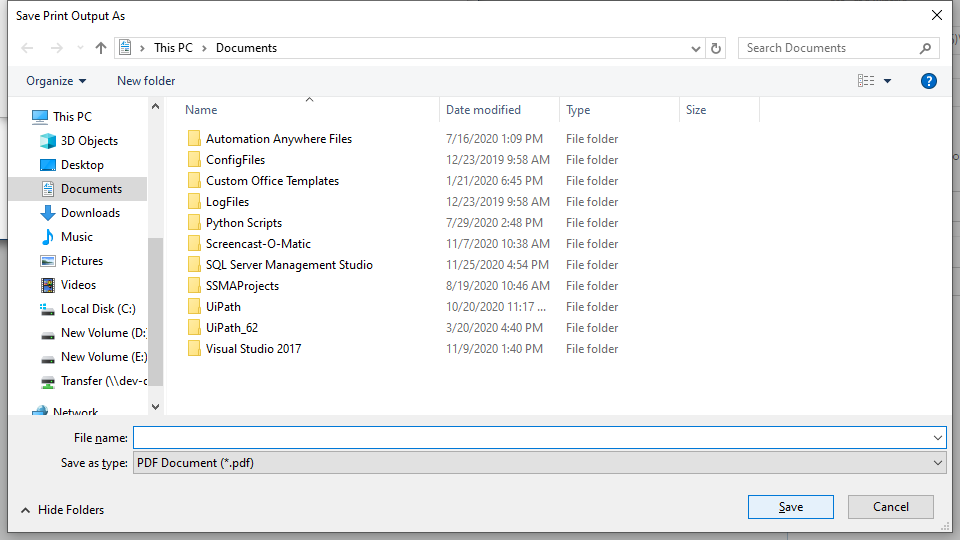 Save Print Output As
This PC > Documents
Search Documents
Organize
New folder
?
This PC
3D Objects
Desktop
Documents
Downloads
Music
Pictures
Videos
Local Disk (C:)
New Volume (D:
New Volume (E:)
Transfer (\\dev-c
Network
Name Date modified Type Size
Automation Anywhere Files 7/16/2020 1:09 PM File folder
ConfigFiles 12/23/2019 9:58 AM File folder
Custom Office Templates 1/21/2020 6:45 PM File folder
LogFiles 12/23/2019 9:58 AM File folder
Python Scripts 7/29/2020 2:48 PM File folder
Screencast-O-Matic 11/7/2020 10:38 AM File folder
SQL Server Management Studio 11/25/2020 4:54 PM File folder
SSMAProjects 8/19/2020 10:46 AM File folder
UiPath 10/20/2020 11:17 ... File folder
UiPath_62 3/20/2020 4:40 PM File folder
Visual Studio 2017 11/9/2020 1:40 PM File folder
File name:
Save as type: PDF Document (*.pdf)
Hide Folders
Save
Cancel